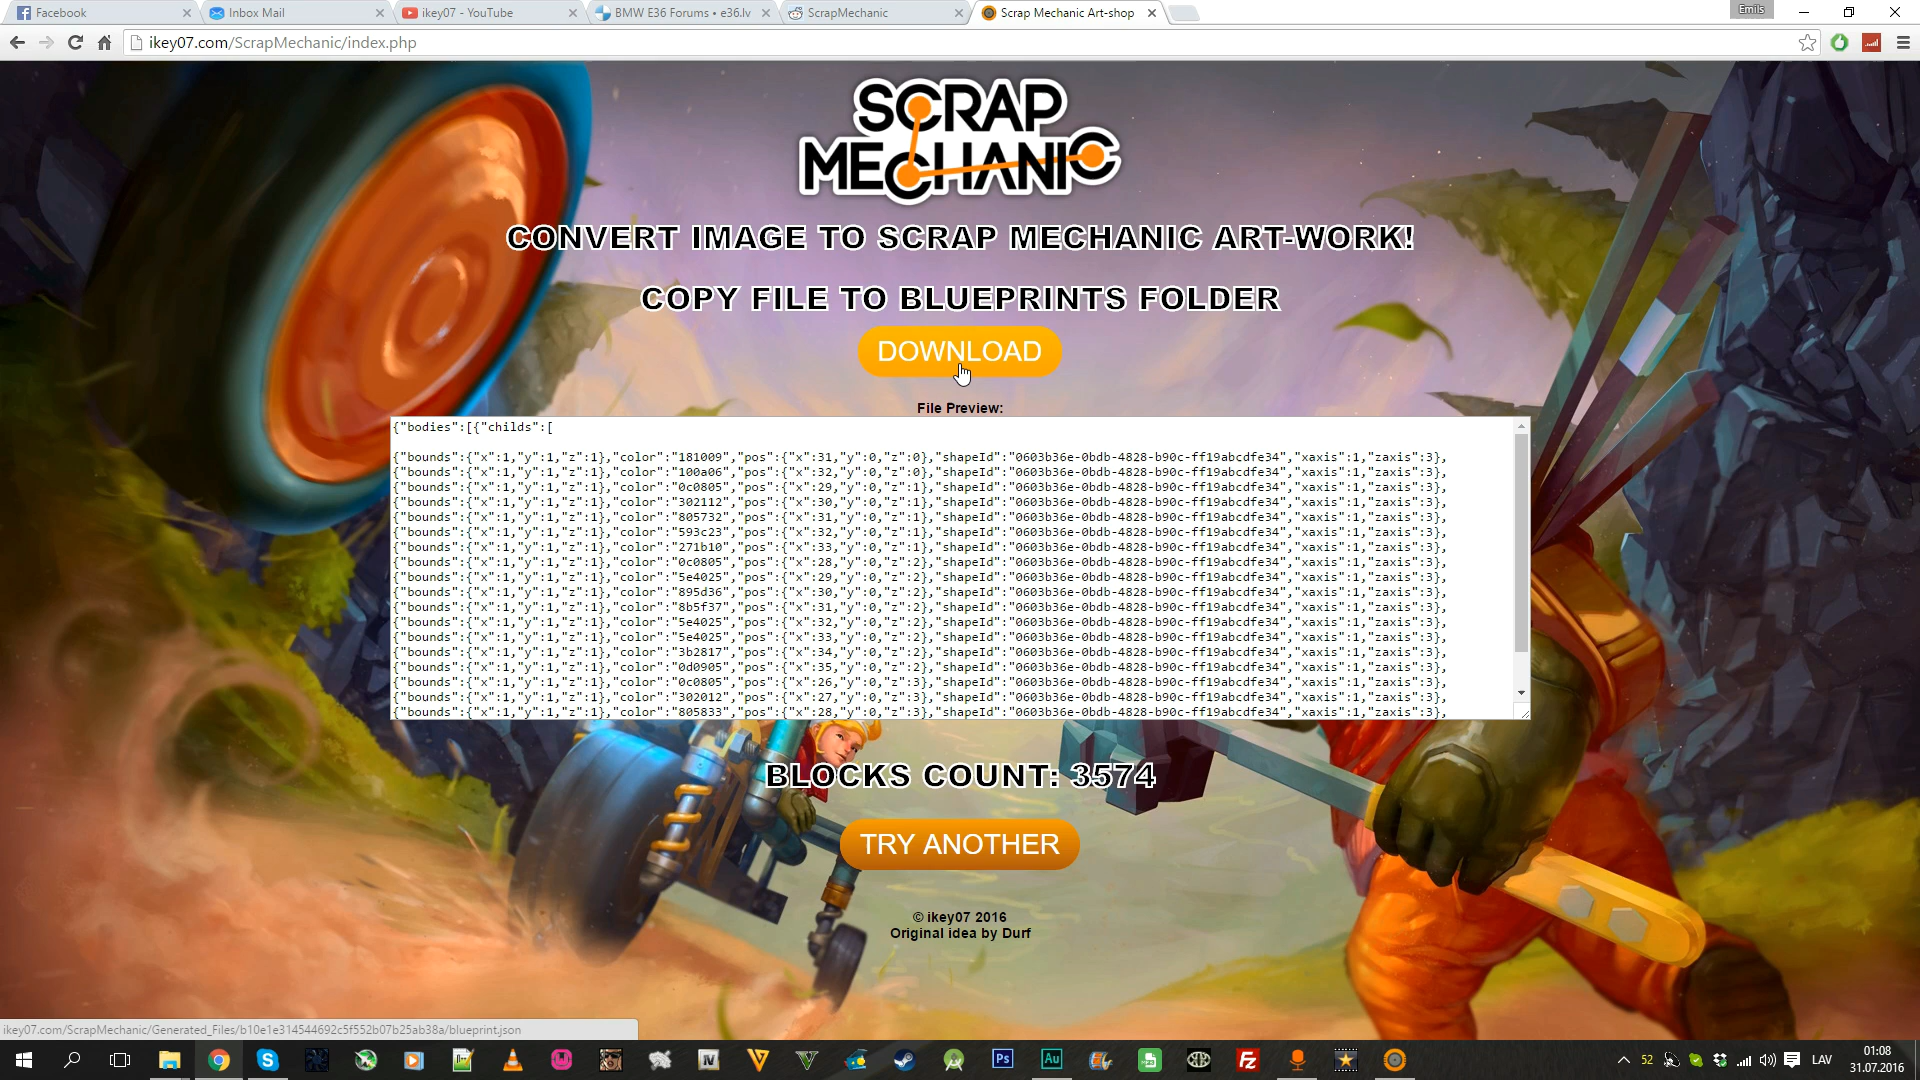 Facebook
Inbox Mail
ikey07 - YouTube
BMW E36 Forums • e36.lv
ScrapMechanic
Scrap Mechanic Art-shop
Emils
ikey07.com/ScrapMechanic/index.php
SCRAP
MECHANIC
CONVERT IMAGE TO SCRAP MECHANIC ART-WORK!
COPY FILE TO BLUEPRINTS FOLDER
DOWNLOAD
File Preview:
{"bodies":[{"childs":[
{"bounds":{"x":1,"y":1,"z":1},"color":"181009","pos":{"x":31,"y":0,"z":0},"shapeId":"0603b36e-0bdb-4828-b90c-ff19abcdfe34","xaxis":1,"zaxis":3},
{"bounds":{"x":1,"y":1,"z":1},"color":"100a06","pos":{"x":32,"y":0,"z":0},"shapeId":"0603b36e-0bdb-4828-b90c-ff19abcdfe34","xaxis":1,"zaxis":3},
{"bounds":{"x":1,"y":1,"z":1},"color":"0c0805","pos":{"x":29,"y":0,"z":1},"shapeId":"0603b36e-0bdb-4828-b90c-ff19abcdfe34","xaxis":1,"zaxis":3},
{"bounds":{"x":1,"y":1,"z":1},"color":"302112","pos":{"x":30,"y":0,"z":1},"shapeId":"0603b36e-0bdb-4828-b90c-ff19abcdfe34","xaxis":1,"zaxis":3},
{"bounds":{"x":1,"y":1,"z":1},"color":"805732","pos":{"x":31,"y":0,"z":1},"shapeId":"0603b36e-0bdb-4828-b90c-ff19abcdfe34","xaxis":1,"zaxis":3},
{"bounds":{"x":1,"y":1,"z":1},"color":"593c23","pos":{"x":32,"y":0,"z":1},"shapeId":"0603b36e-0bdb-4828-b90c-ff19abcdfe34","xaxis":1,"zaxis":3},
{"bounds":{"x":1,"y":1,"z":1},"color":"271b10","pos":{"x":33,"y":0,"z":1},"shapeId":"0603b36e-0bdb-4828-b90c-ff19abcdfe34","xaxis":1,"zaxis":3},
{"bounds":{"x":1,"y":1,"z":1},"color":"0c0805","pos":{"x":28,"y":0,"z":2},"shapeId":"0603b36e-0bdb-4828-b90c-ff19abcdfe34","xaxis":1,"zaxis":3},
{"bounds":{"x":1,"y":1,"z":1},"color":"5e4025","pos":{"x":29,"y":0,"z":2},"shapeId":"0603b36e-0bdb-4828-b90c-ff19abcdfe34","xaxis":1,"zaxis":3},
{"bounds":{"x":1,"y":1,"z":1},"color":"895d36","pos":{"x":30,"y":0,"z":2},"shapeId":"0603b36e-0bdb-4828-b90c-ff19abcdfe34","xaxis":1,"zaxis":3},
{"bounds":{"x":1,"y":1,"z":1},"color":"8b5f37","pos":{"x":31,"y":0,"z":2},"shapeId":"0603b36e-0bdb-4828-b90c-ff19abcdfe34","xaxis":1,"zaxis":3},
{"bounds":{"x":1,"y":1,"z":1},"color":"5e4025","pos":{"x":32,"y":0,"z":2},"shapeId":"0603b36e-0bdb-4828-b90c-ff19abcdfe34","xaxis":1,"zaxis":3},
{"bounds":{"x":1,"y":1,"z":1},"color":"5e4025","pos":{"x":33,"y":0,"z":2},"shapeId":"0603b36e-0bdb-4828-b90c-ff19abcdfe34","xaxis":1,"zaxis":3},
{"bounds":{"x":1,"y":1,"z":1},"color":"3b2817","pos":{"x":34,"y":0,"z":2},"shapeId":"0603b36e-0bdb-4828-b90c-ff19abcdfe34","xaxis":1,"zaxis":3},
{"bounds":{"x":1,"y":1,"z":1},"color":"0d0905","pos":{"x":35,"y":0,"z":2},"shapeId":"0603b36e-0bdb-4828-b90c-ff19abcdfe34","xaxis":1,"zaxis":3},
{"bounds":{"x":1,"y":1,"z":1},"color":"0c0805","pos":{"x":26,"y":0,"z":3},"shapeId":"0603b36e-0bdb-4828-b90c-ff19abcdfe34","xaxis":1,"zaxis":3},
{"bounds":{"x":1,"y":1,"z":1},"color":"302012","pos":{"x":27,"y":0,"z":3},"shapeId":"0603b36e-0bdb-4828-b90c-ff19abcdfe34","xaxis":1,"zaxis":3},
{"bounds":{"x":1,"y":1,"z":1},"color":"805833","pos":{"x":28,"y":0,"z":3},"shapeId":"0603b36e-0bdb-4828-b90c-ff19abcdfe34","xaxis":1,"zaxis":3},
BLOCKS COUNT: 3574
TRY ANOTHER
© ikey07 2016
Original idea by Durf
ikey07.com/ScrapMechanic/Generated_Files/b10e1e314544692c5f552b07b25ab38a/blueprint.json
Ps
Au
Fz
52
LAV
01:08
31.07.2016